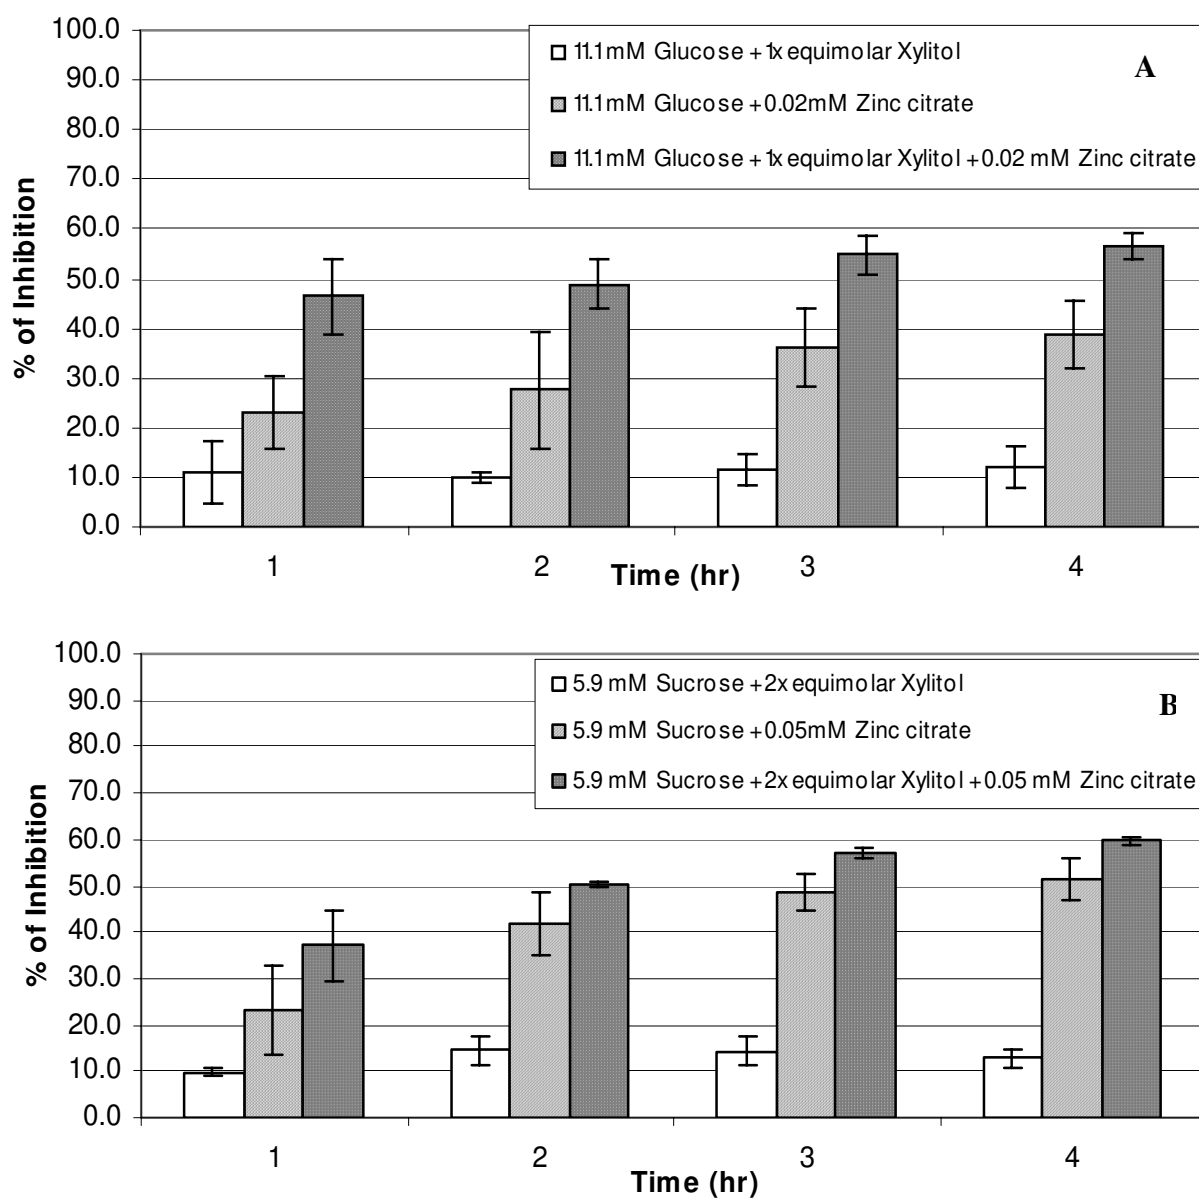 100.0
90.0
80.0
70.0
60.0
50.0
40.0
30.0
20.0
10.0
0.0
% of Inhibition
11.1mM Glucose +1x equimolar Xylitol
11.1mM Glucose +0.02mM Zinc citrate
11.1mM Glucose +1x equimolar Xylitol +0.02 mM Zinc citrate
A
1 2 3 4
Time (hr)
100.0
90.0
80.0
70.0
60.0
50.0
40.0
30.0
20.0
10.0
0.0
% of Inhibition
5.9 mM Sucrose +2x equimolar Xylitol
5.9 mM Sucrose +0.05mM Zinc citrate
5.9 mM Sucrose +2x equimolar Xylitol +0.05 mM Zinc citrate
B
1 2 3 4
Time (hr)